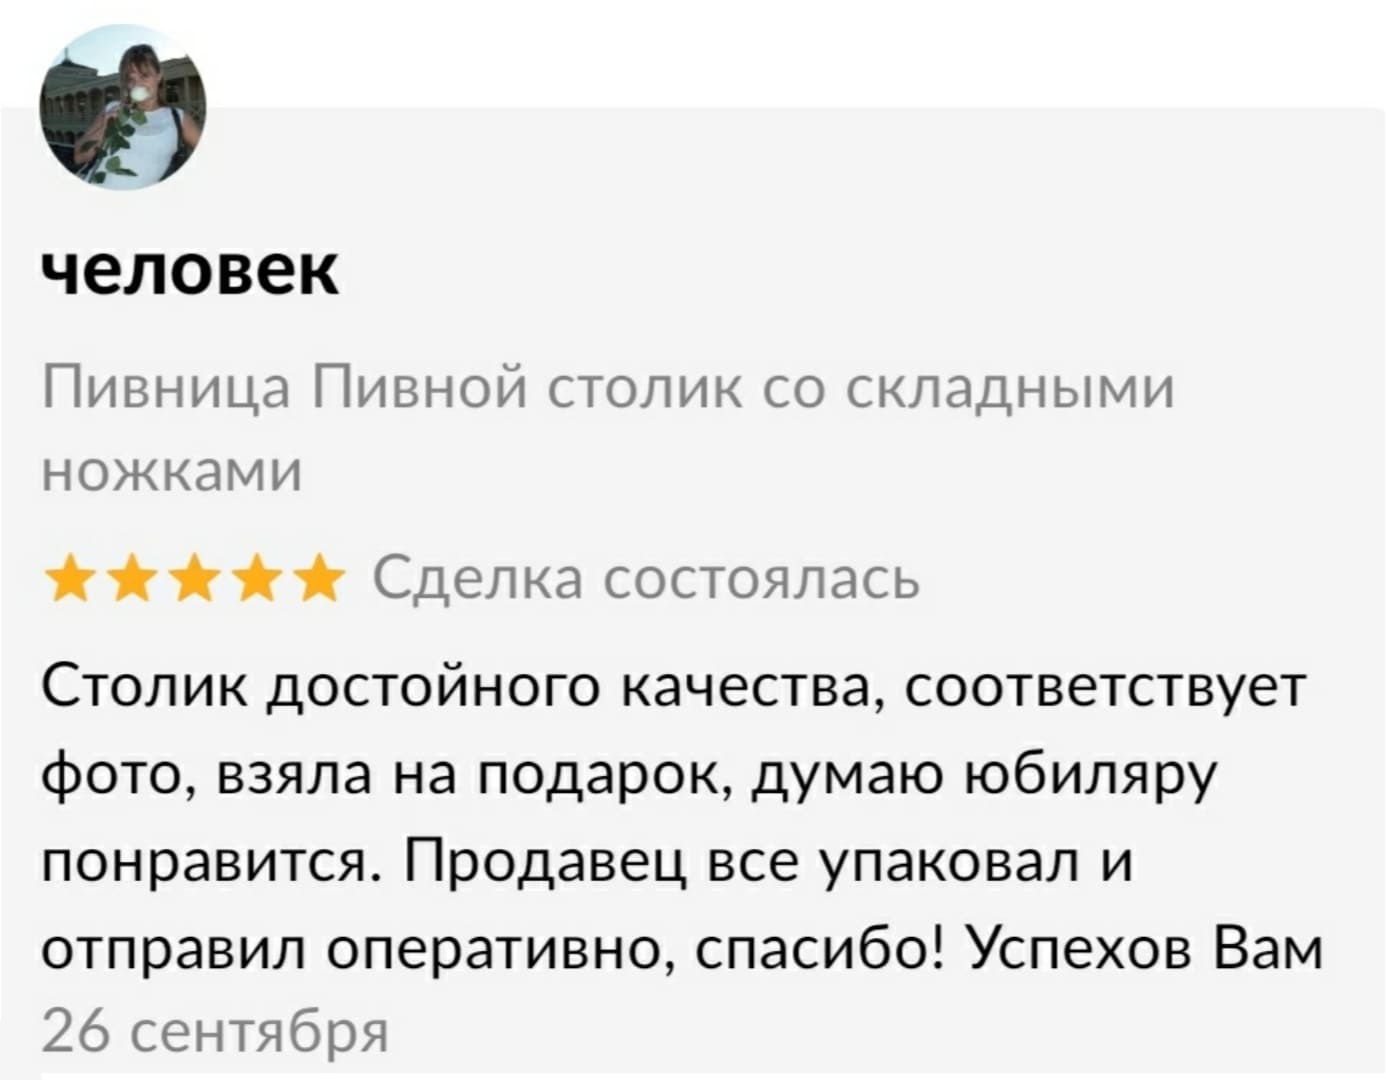 человек
Пивница Пивной столик со складными
ножками
Сделка состоялась
Столик достойного качества, соответствует
фото, взяла на подарок, думаю юбиляру
понравится. Продавец все упаковал и
отправил оперативно, спасибо! Успехов Вам
26 сентября